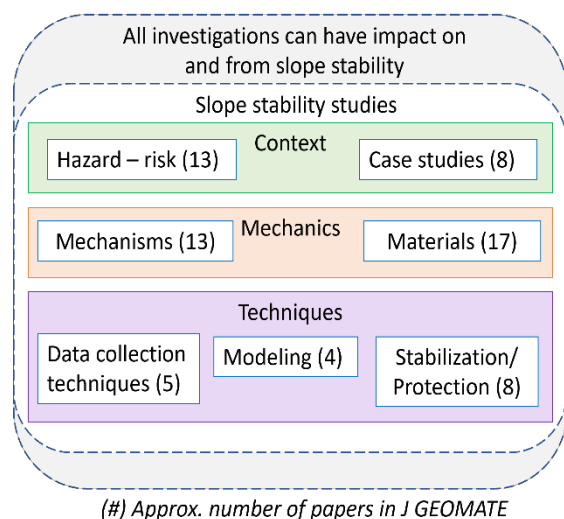 All investigations can have impact on
and from slope stability
Slope stability studies
Context
Hazard – risk (13)
Case studies (8)
Mechanics
Mechanisms (13)
Materials (17)
Techniques
Data collection
techniques (5)
Modeling (4)
Stabilization/
Protection (8)
(#) Approx. number of papers in J GEOMATE